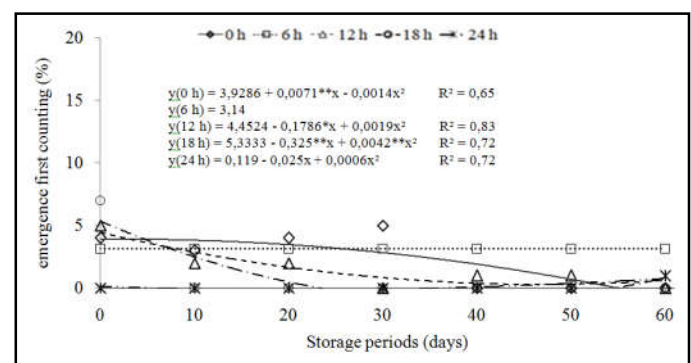 0 h 6 h 12 h 18 h 24 h
20
15
10
5
0
emergence first counting (%)
y(0 h) = 3,9286 + 0,0071**x - 0,0014x² R² = 0,65
y(6 h) = 3,14
y(12 h) = 4,4524 - 0,1786*x + 0,0019x² R² = 0,83
y(18 h) = 5,3333 - 0,325**x + 0,0042**x² R² = 0,72
y(24 h) = 0,119 - 0,025x + 0,0006x² R² = 0,72
0 10 20 30 40 50 60
Storage periods (days)